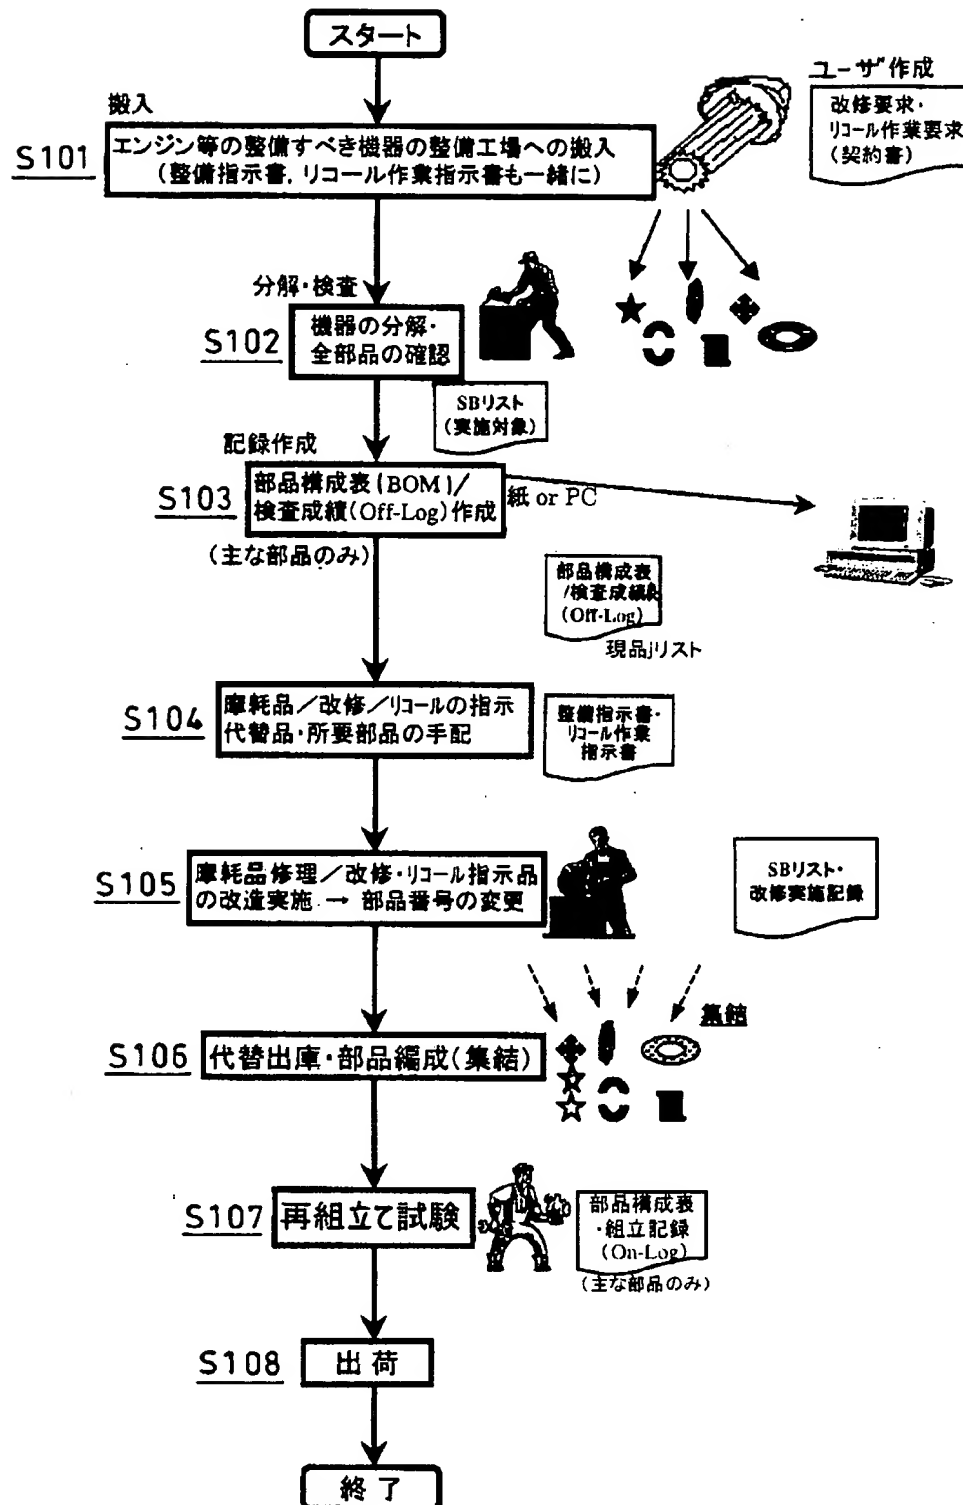 スタート
ユーザ作成
改修要求・
リコール作業要求
(契約書)
搬入
S101
エンジン等の整備すべき機器の整備工場への搬入
(整備指示書,リコール作業指示書も一緒に)
分解・検査
S102
機器の分解・
全部品の確認
SBリスト
(実施対象)
記録作成
S103
部品構成表(BOM)/
検査成績(Off-Log)作成
紙 or PC
(主な部品のみ)
部品構成表
/検査成績
(Off-Log)
現品リスト
S104
摩耗品/改修/リコールの指示
代替品・所要部品の手配
整備指示書・
リコール作業
指示書
S105
摩耗品修理/改修・リコール指示品
の改造実施 → 部品番号の変更
SBリスト・
改修実施記録
集結
S106
代替出庫・部品編成(集結)
S107
再組立て試験
部品構成表
・組立記録
(On-Log)
(主な部品のみ)
S108
出荷
終了